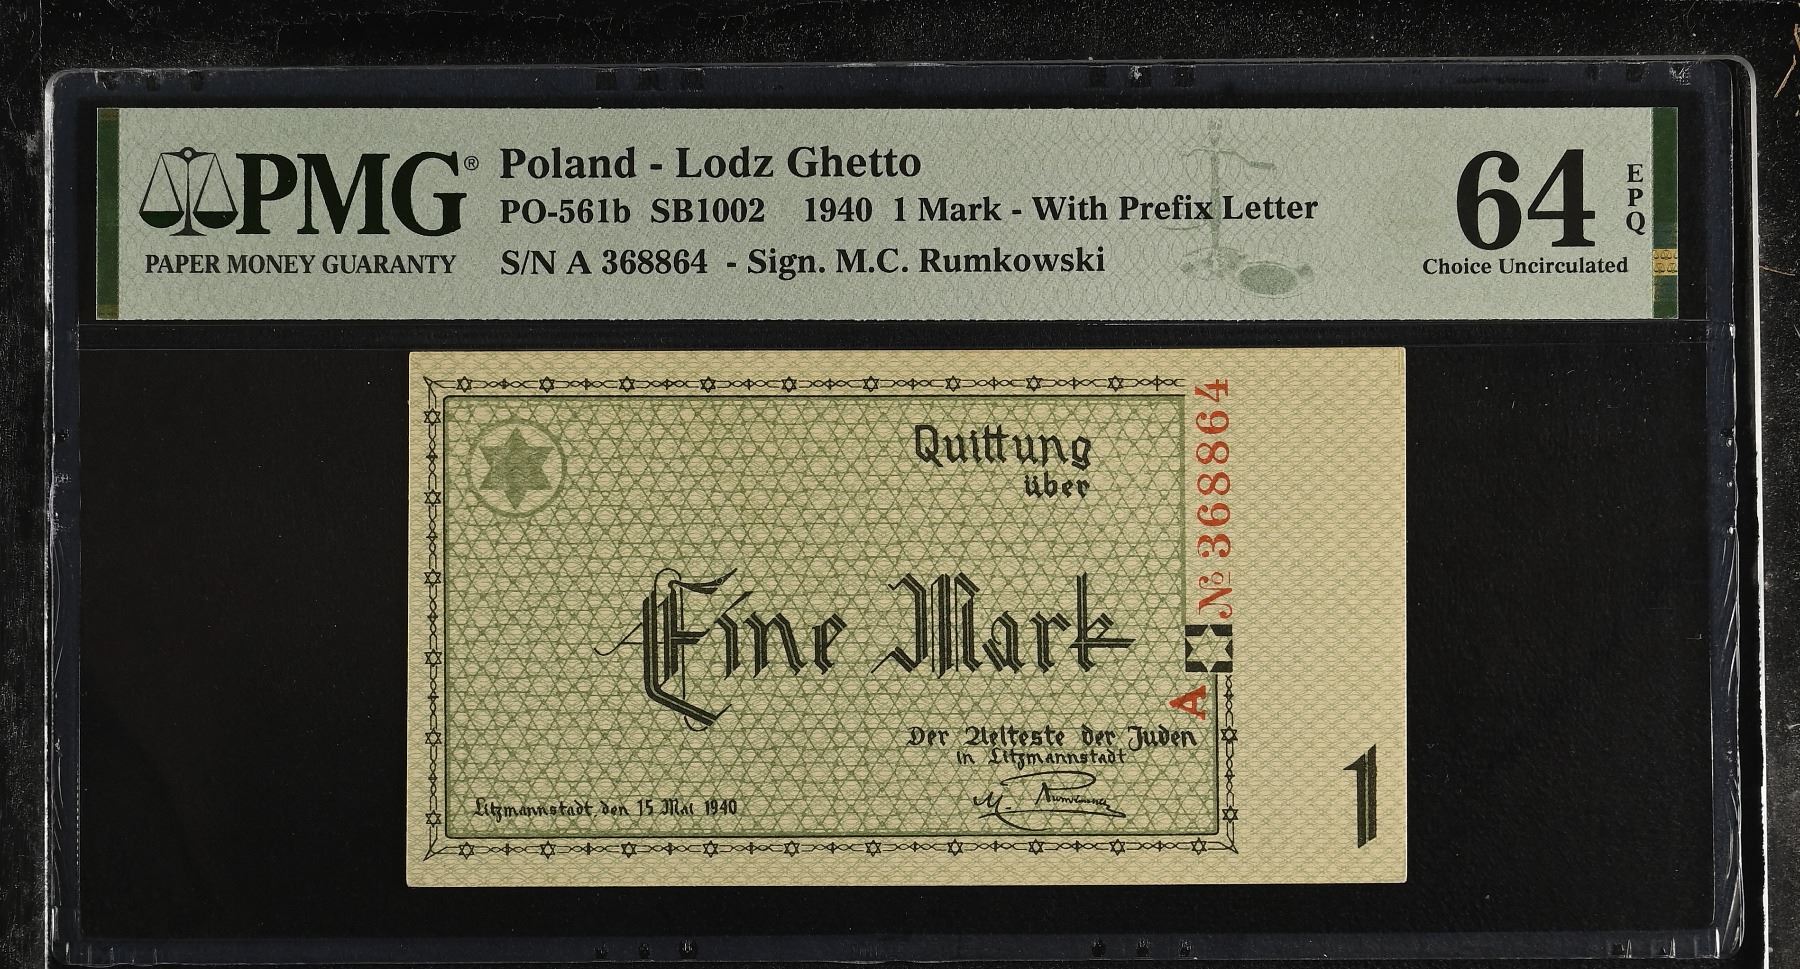 PMG®
PAPER MONEY GUARANTY
Poland - Lodz Ghetto
PO-561b SB1002 1940 1 Mark - With Prefix Letter
S/N A 368864 - Sign. M.C. Rumkowski
64
EPQ
Choice Uncirculated
Quittung
über
Eine Mark
A № 368864
Der Aelteste der Juden
in Litzmannstadt
M. Rumkowski
Litzmannstadt, den 15 Mai 1940
1